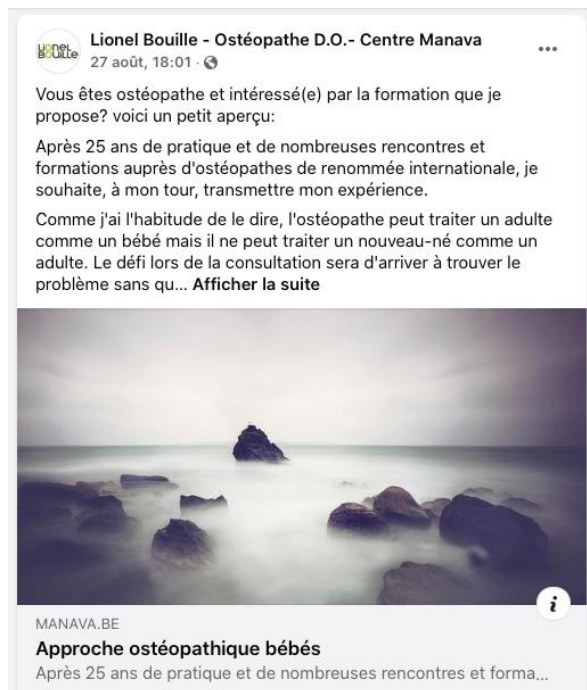 LIONEL
BOUILLE
Lionel Bouille - Ostéopathe D.O.- Centre Manava
27 août, 18:01 ·
Vous êtes ostéopathe et intéressé(e) par la formation que je
propose? voici un petit aperçu:
Après 25 ans de pratique et de nombreuses rencontres et
formations auprès d'ostéopathes de renommée internationale, je
souhaite, à mon tour, transmettre mon expérience.
Comme j'ai l'habitude de le dire, l'ostéopathe peut traiter un adulte
comme un bébé mais il ne peut traiter un nouveau-né comme un
adulte. Le défi lors de la consultation sera d'arriver à trouver le
problème sans qu... Afficher la suite
i
MANAVA.BE
Approche ostéopathique bébés
Après 25 ans de pratique et de nombreuses rencontres et forma...